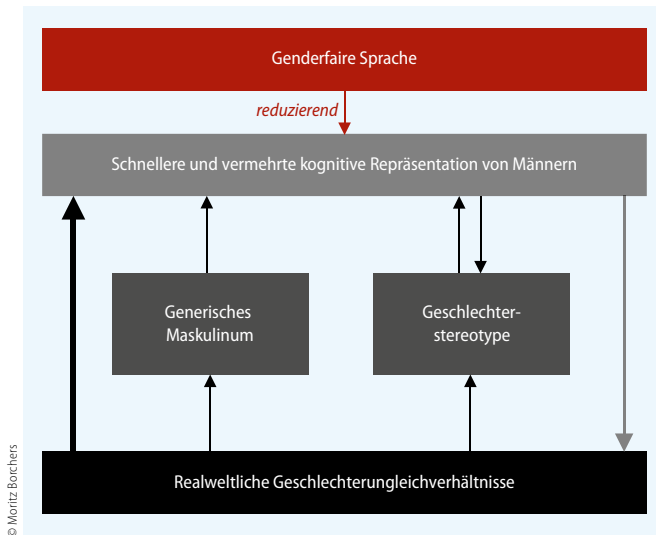 Genderfaire Sprache
reduzierend
Schnellere und vermehrte kognitive Repräsentation von Männern
Generisches
Maskulinum
Geschlechter-
stereotype
Realweltliche Geschlechterungleichverhältnisse
© Moritz Borchers